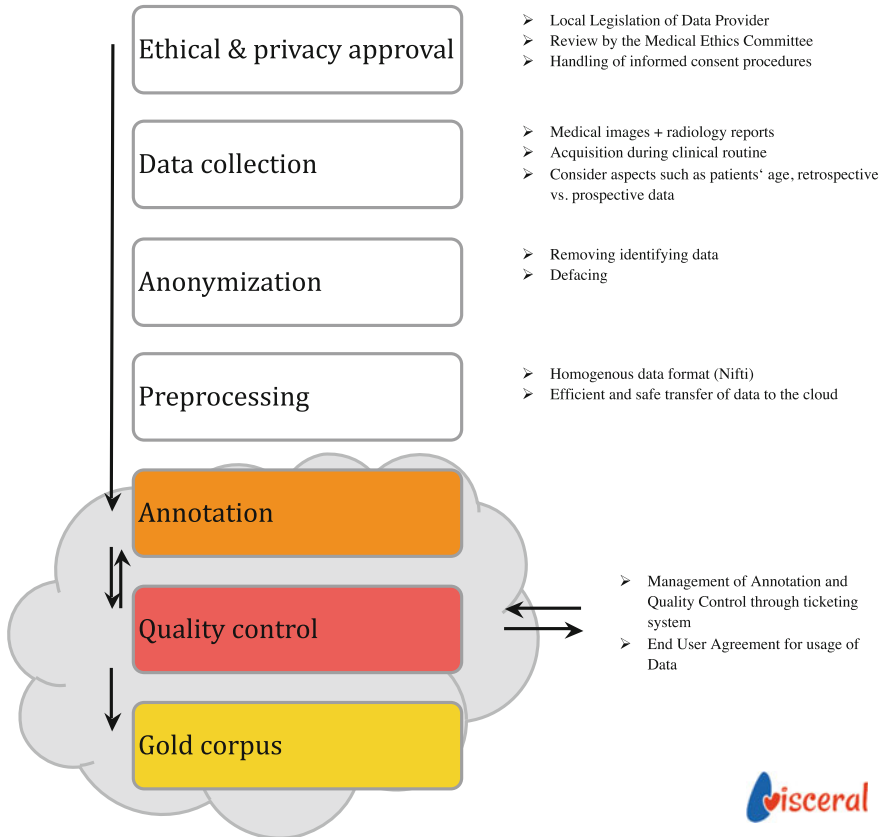 Ethical & privacy approval
➢ Local Legislation of Data Provider
➢ Review by the Medical Ethics Committee
➢ Handling of informed consent procedures
Data collection
➢ Medical images + radiology reports
➢ Acquisition during clinical routine
➢ Consider aspects such as patients‘ age, retrospective
vs. prospective data
Anonymization
➢ Removing identifying data
➢ Defacing
Preprocessing
➢ Homogenous data format (Nifti)
➢ Efficient and safe transfer of data to the cloud
Annotation
Quality control
➢ Management of Annotation and
Quality Control through ticketing
system
➢ End User Agreement for usage of
Data
Gold corpus
visceral